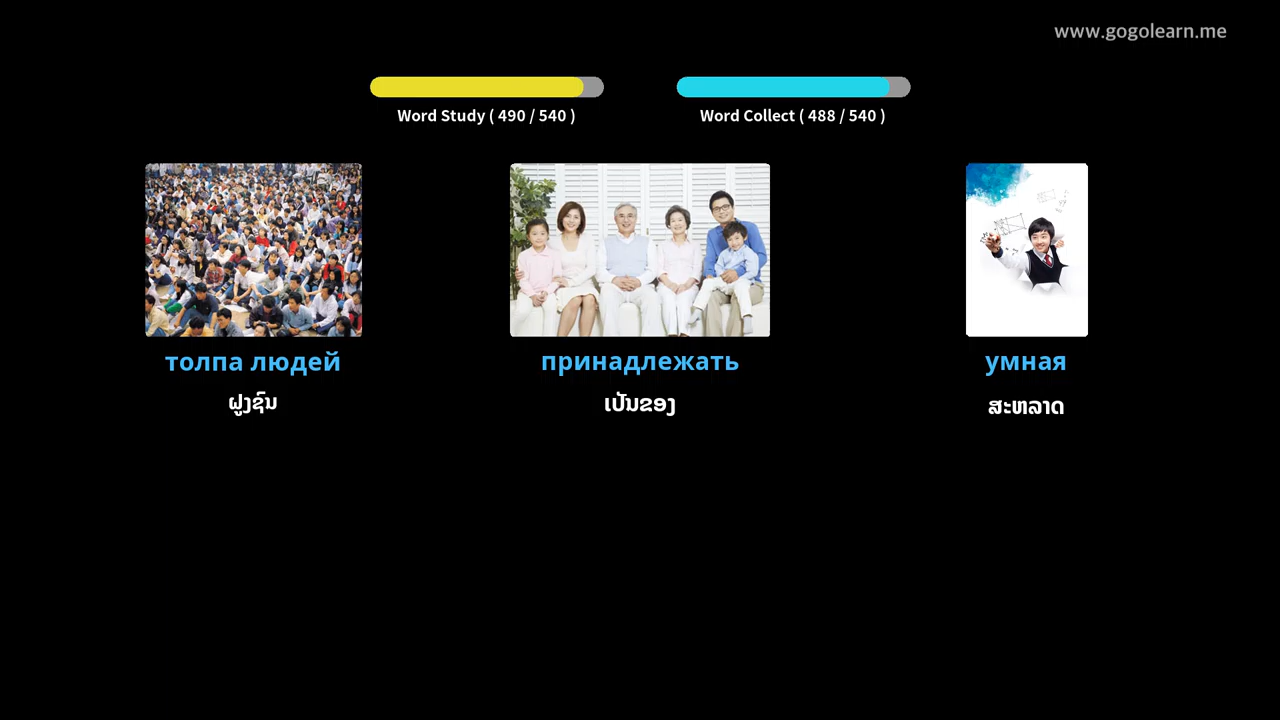 www.gogolearn.me
Word Study ( 490 / 540 )
Word Collect ( 488 / 540 )
толпа людей
принадлежать
умная
ຝູງຊົນ
ເປັນຂອງ
ສະຫລາດ